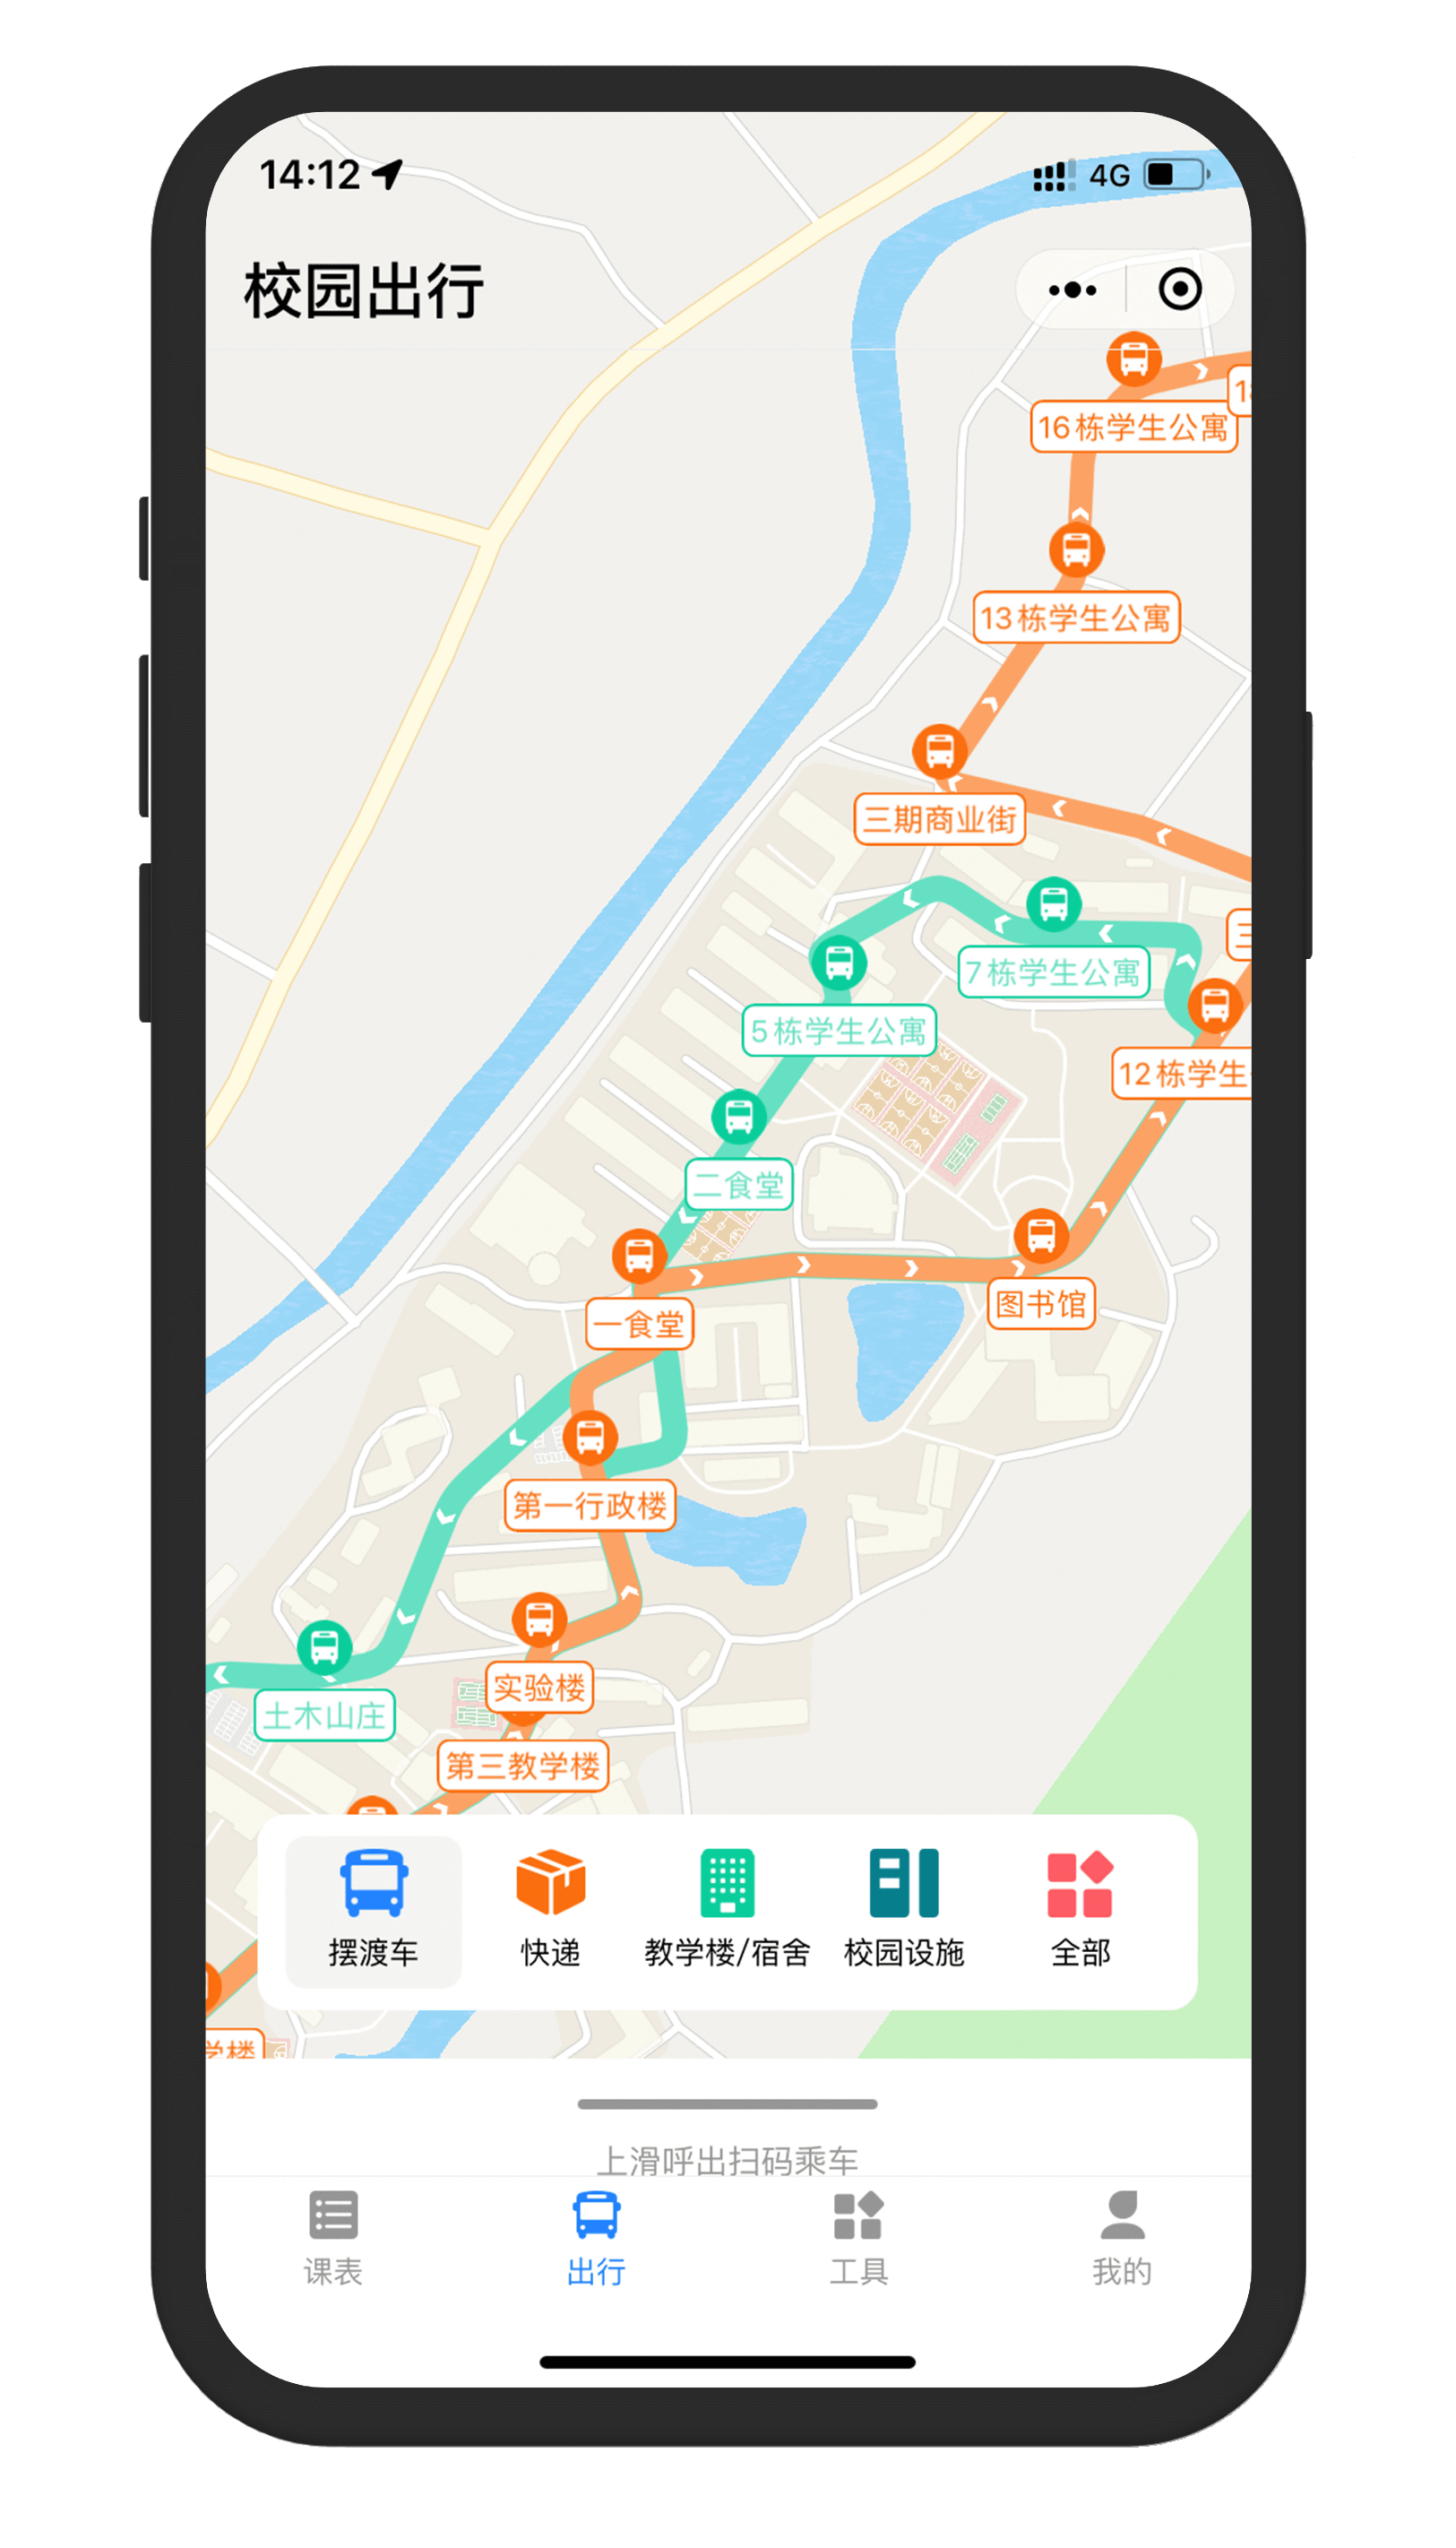 14:12
4G
校园出行
16栋学生公寓
13栋学生公寓
三期商业街
7栋学生公寓
5栋学生公寓
12栋学生
二食堂
一食堂
图书馆
第一行政楼
实验楼
土木山庄
第三教学楼
摆渡车
快递
教学楼/宿舍
校园设施
全部
学楼
上滑呼出扫码乘车
课表
出行
工具
我的